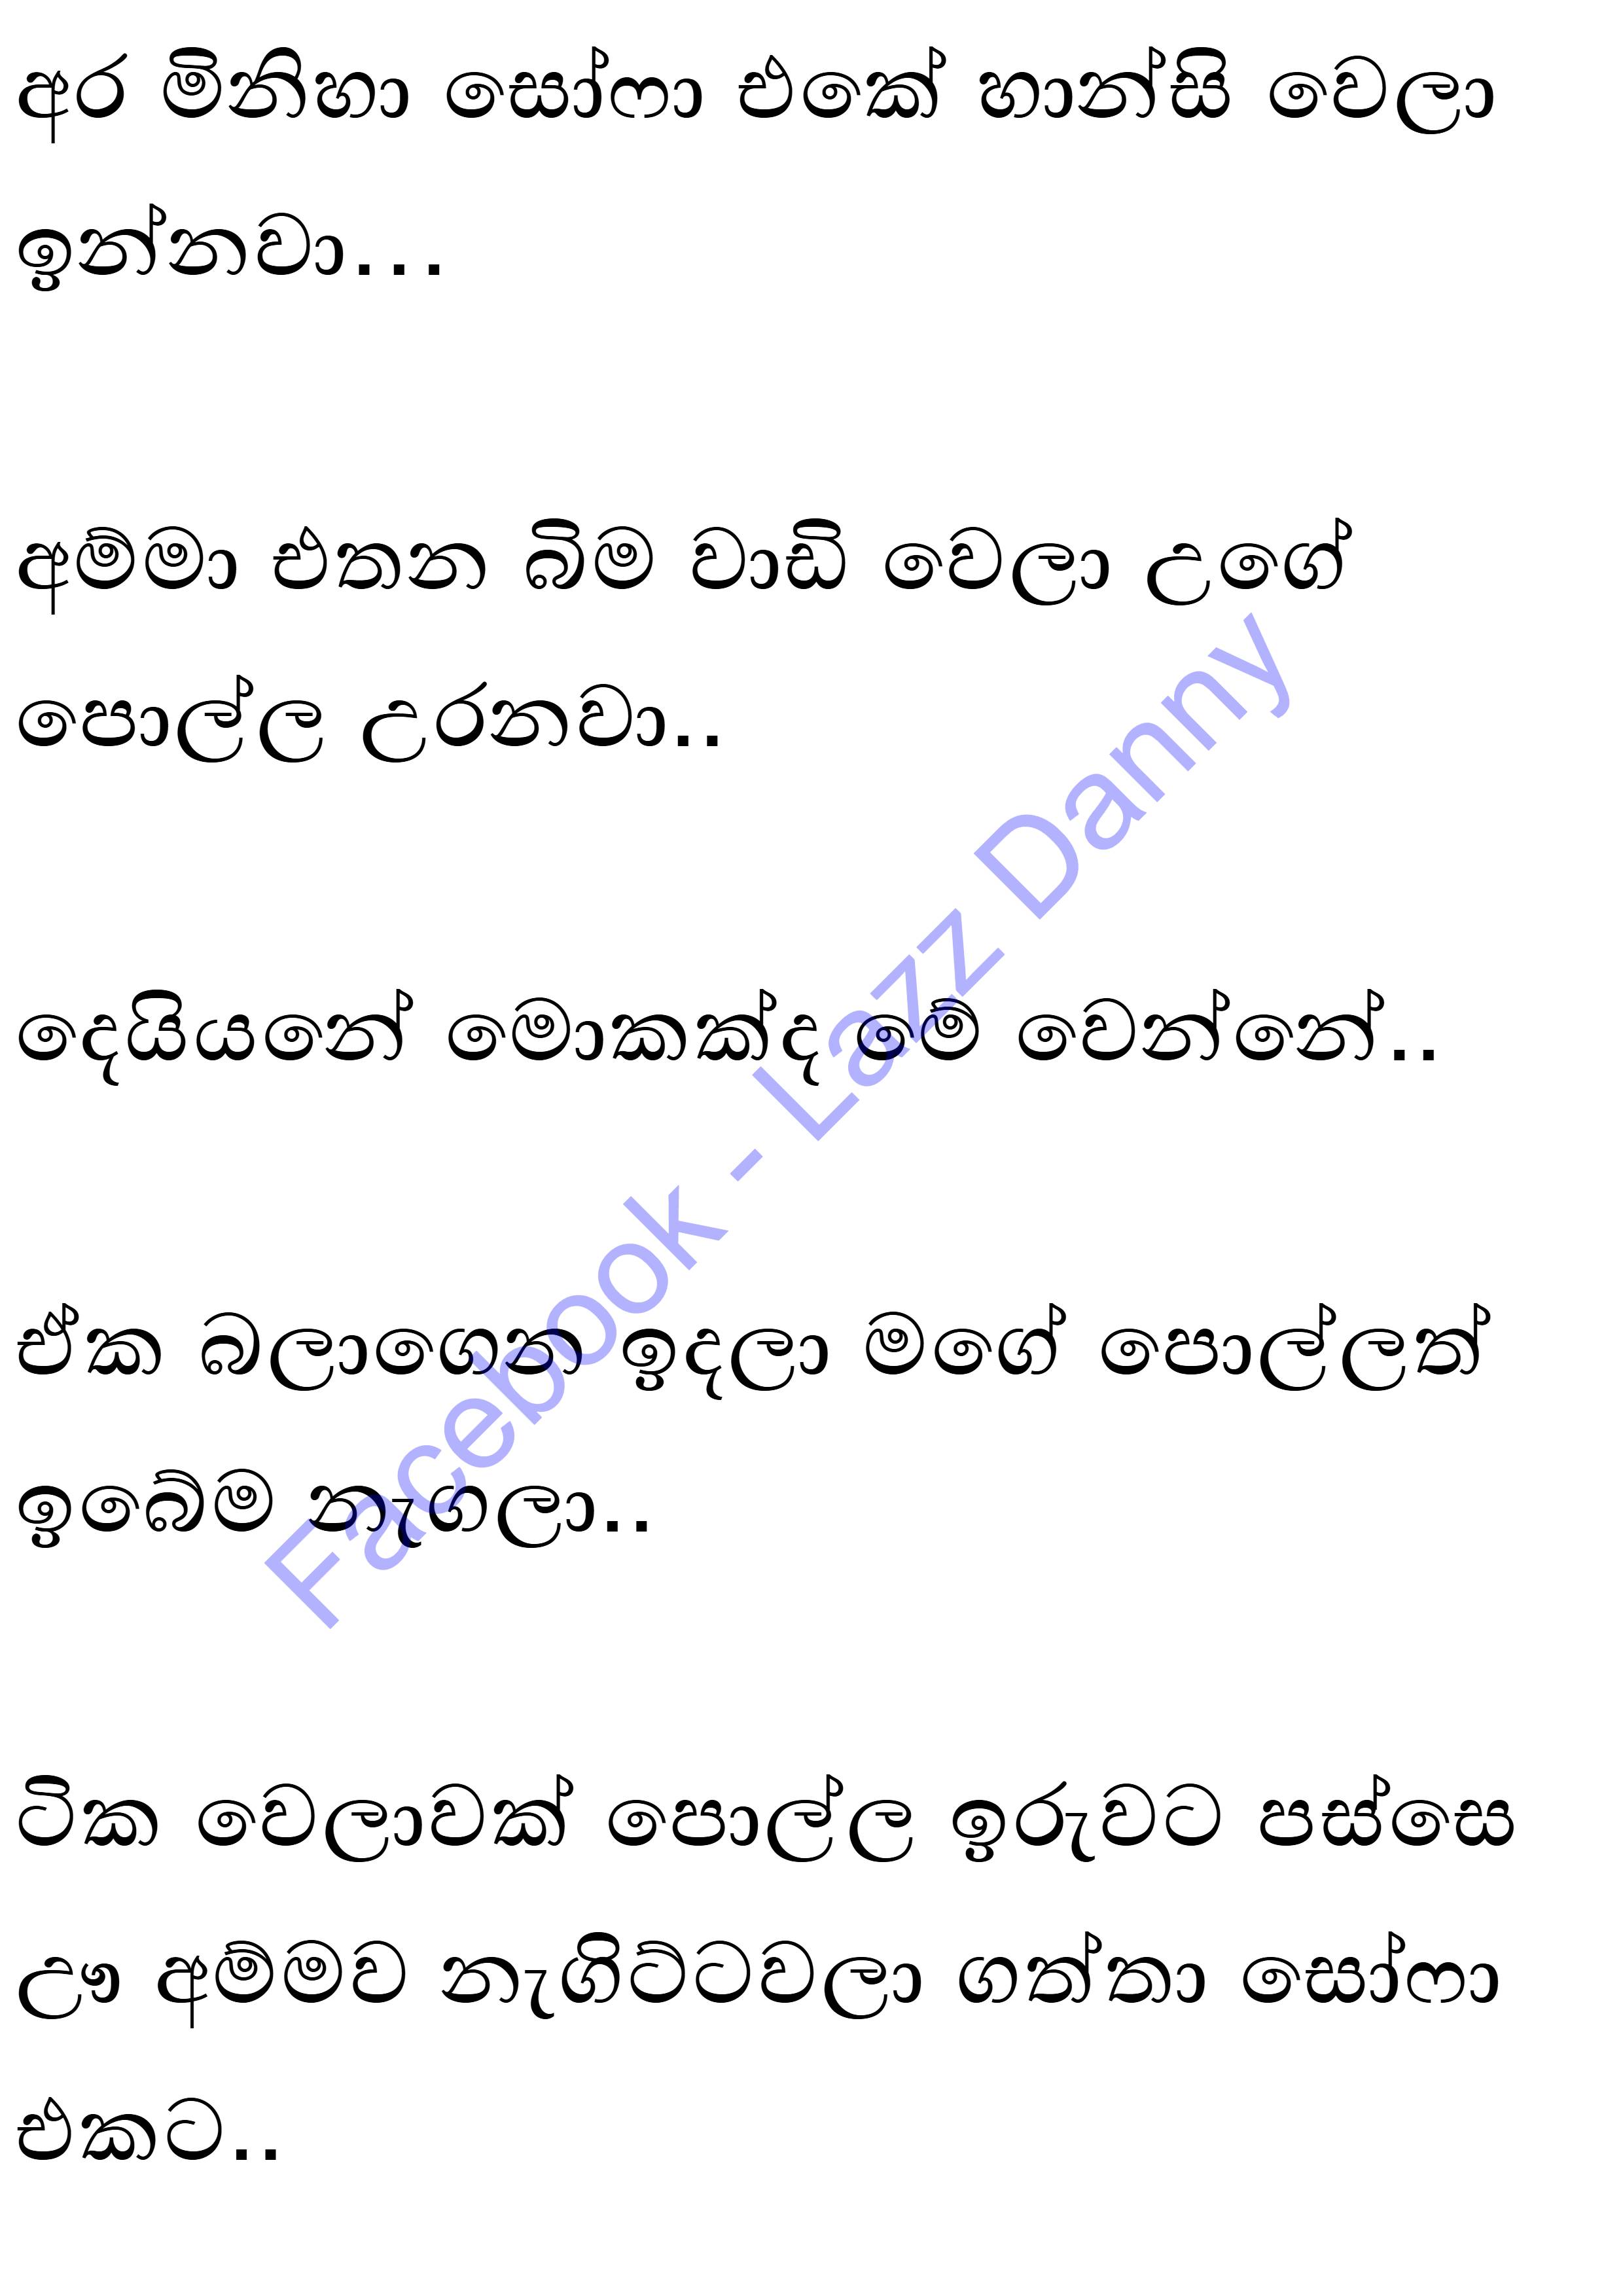 අර මිනිහා සෝෆා එකේ හාන්සි වෙලා
ඉන්නවා...
අම්මා එතන බිම වාඩි වෙලා උගේ
පොල්ල උරනවා..
දෙයියනේ මොකක්ද මේ වෙන්නේ..
ඒක බලාගෙන ඉදලා මගේ පොල්ලත්
ඉබේම නැගලා..
ටික වෙලාවක් පොල්ල ඉරුවට පස්සෙ
ඌ අම්මව නැගිට්ටවලා ගත්තා සෝෆා
එකට..
Facebook - Lazz Danny